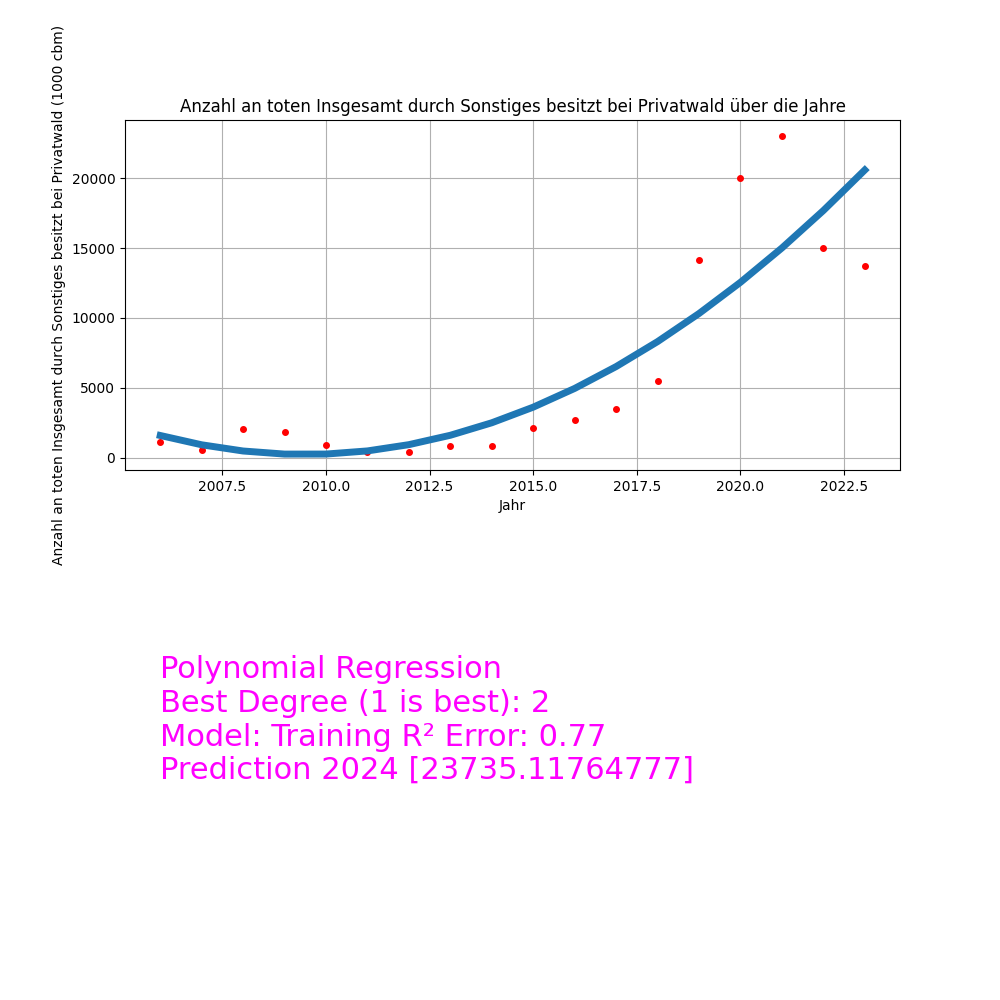 Anzahl an toten Insgesamt durch Sonstiges besitzt bei Privatwald über die Jahre
Anzahl an toten Insgesamt durch Sonstiges besitzt bei Privatwald (1000 cbm)
20000
15000
10000
5000
0
2007.5 2010.0 2012.5 2015.0 2017.5 2020.0 2022.5
Jahr
Polynomial Regression
Best Degree (1 is best): 2
Model: Training R² Error: 0.77
Prediction 2024 [23735.11764777]